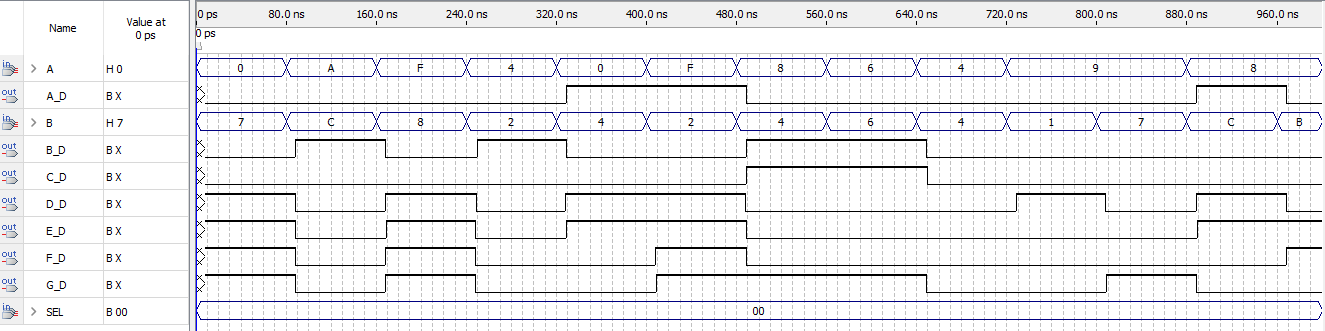 Name Value at 0 ps
0 ps 80.0 ns 160.0 ns 240.0 ns 320.0 ns 400.0 ns 480.0 ns 560.0 ns 640.0 ns 720.0 ns 800.0 ns 880.0 ns 960.0 ns
0 ps
in A H 0 0 A F 4 0 F 8 6 4 9 8
out A_D B X
in B H 7 7 C 8 2 4 2 4 6 4 1 7 C B
out B_D B X
out C_D B X
out D_D B X
out E_D B X
out F_D B X
out G_D B X
in SEL B 00 00